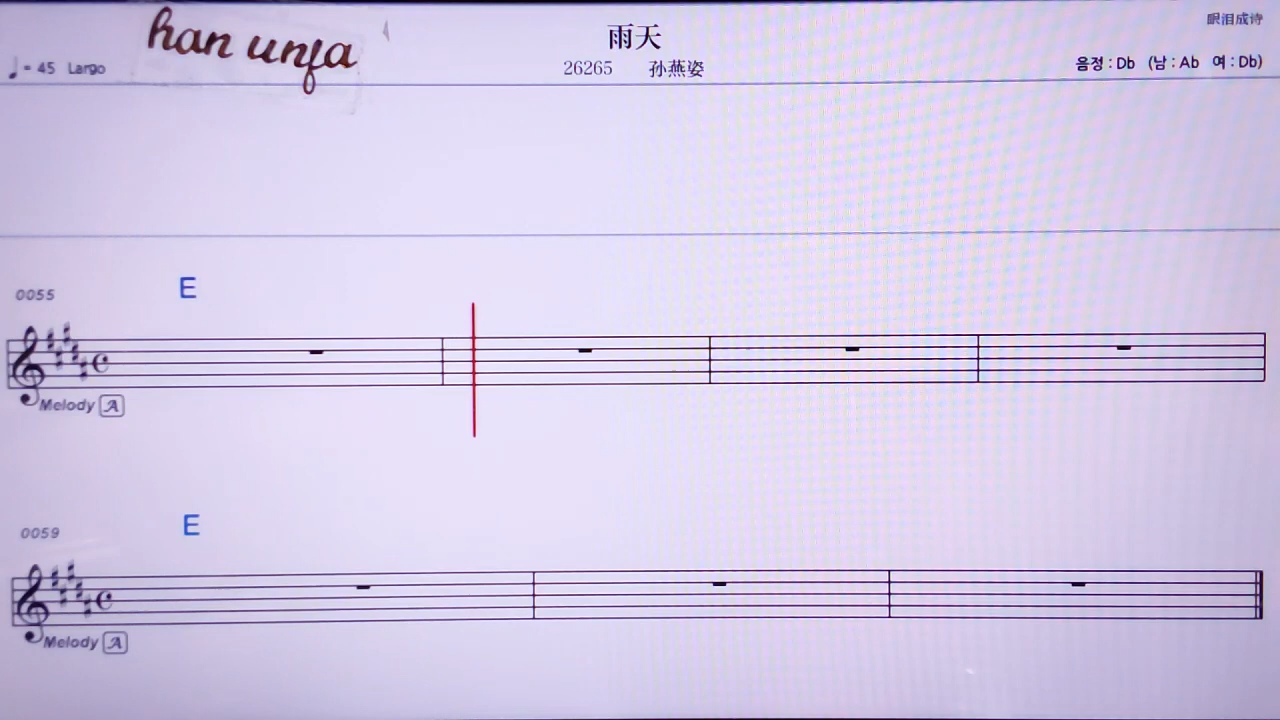 han unfa
雨天
眠泪成诗
♩= 45 Largo
26265 孙燕姿
음정 : Db (남 : Ab 여 : Db)
0055 E
Melody A
0059 E
Melody A